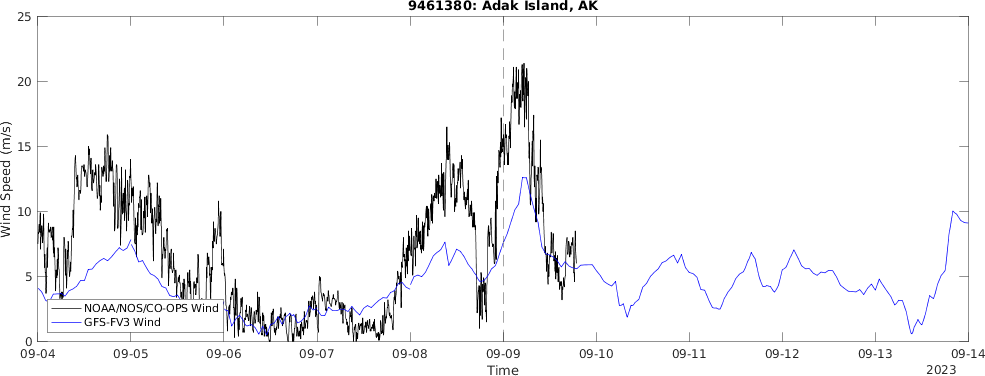 9461380: Adak Island, AK
Wind Speed (m/s)
25
20
15
10
5
0
NOAA/NOS/CO-OPS Wind
GFS-FV3 Wind
09-04 09-05 09-06 09-07 09-08 09-09 09-10 09-11 09-12 09-13 09-14
Time
2023